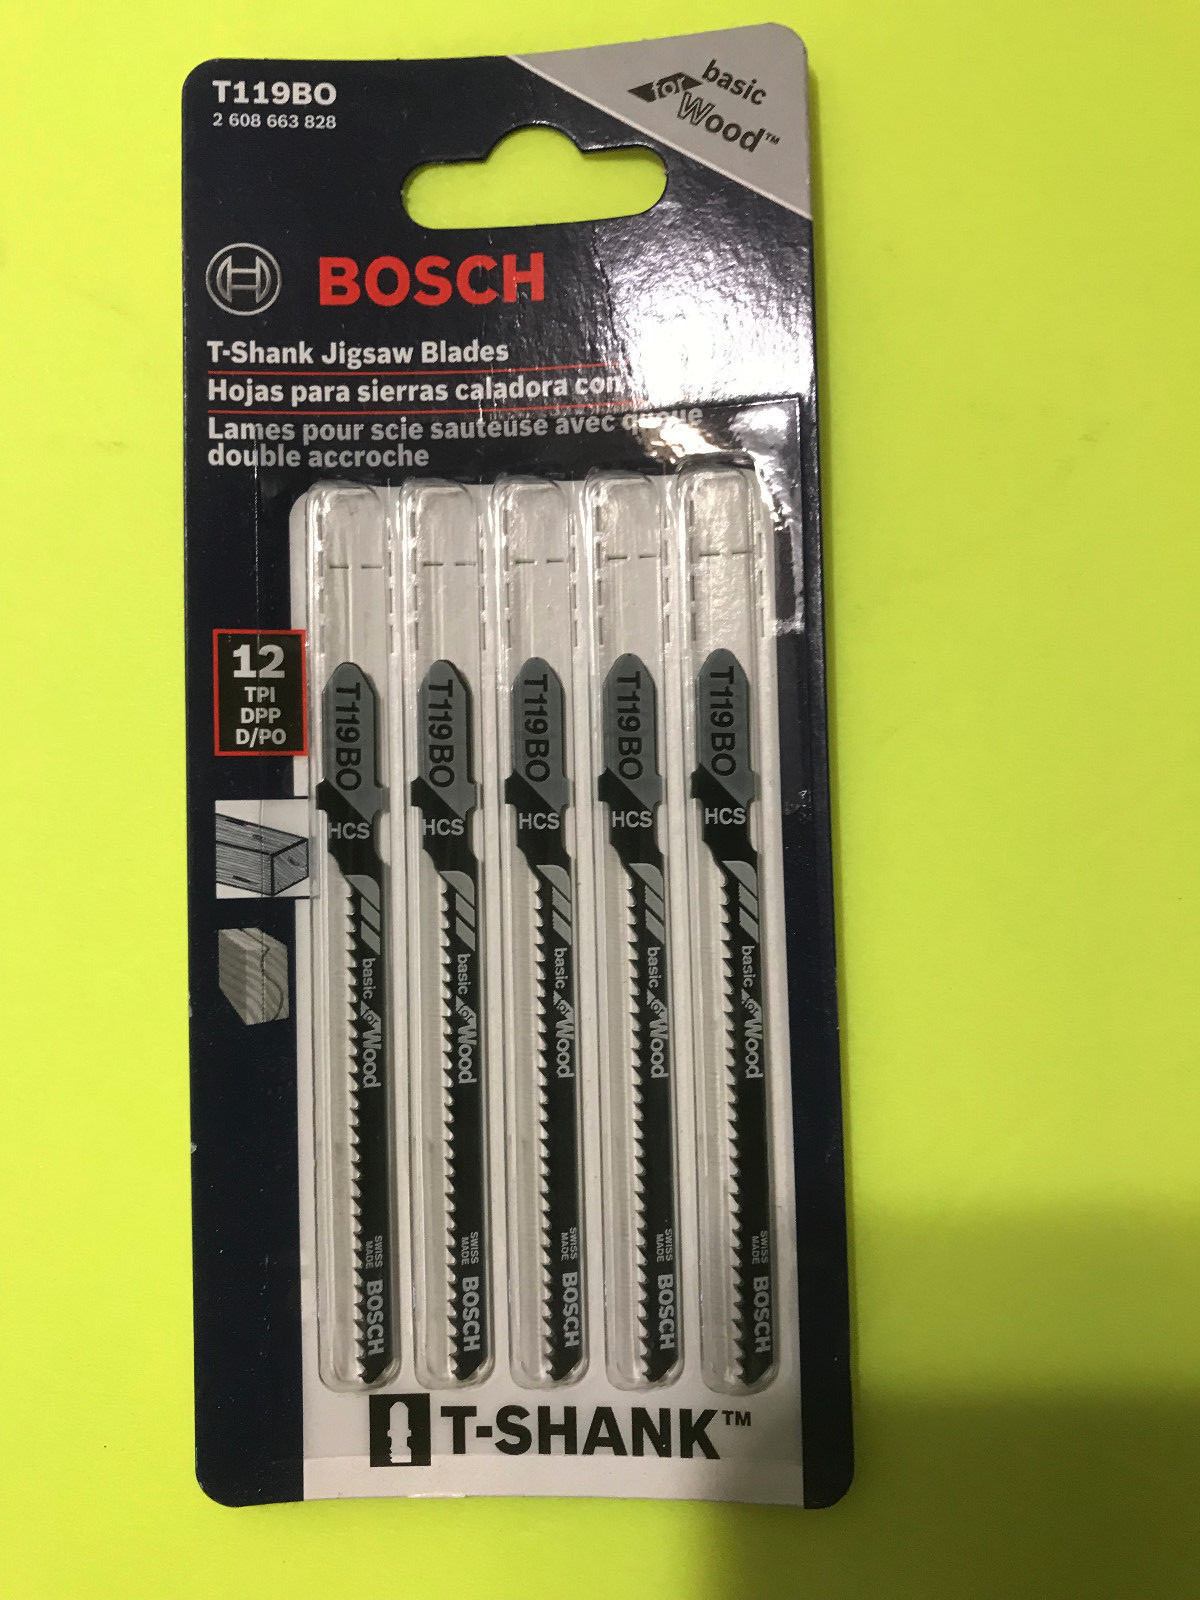 T119BO
2 608 663 828
basic
for
Wood™
BOSCH
T-Shank Jigsaw Blades
Hojas para sierras caladora con
Lames pour scie sauteuse avec queue
double accroche
12
TPI
DPP
D/PO
T119BO
HCS
basic for Wood
SWISS
MADE
BOSCH
T119BO
HCS
basic for Wood
SWISS
MADE
BOSCH
T119BO
HCS
basic for Wood
SWISS
MADE
BOSCH
T119BO
HCS
basic for Wood
SWISS
MADE
BOSCH
T119BO
HCS
basic for Wood
SWISS
MADE
BOSCH
T-SHANK™